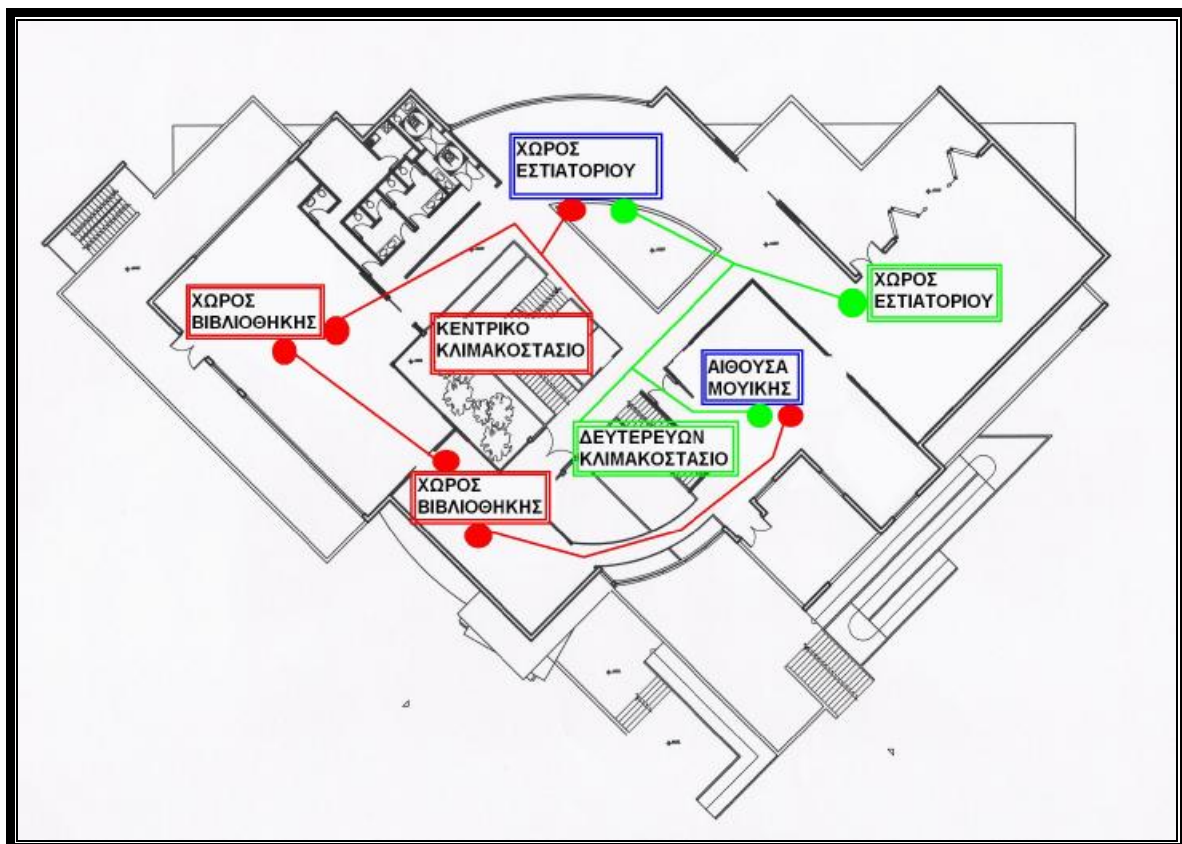 ΧΩΡΟΣ
ΕΣΤΙΑΤΟΡΙΟΥ
ΧΩΡΟΣ
ΕΣΤΙΑΤΟΡΙΟΥ
ΧΩΡΟΣ
ΒΙΒΛΙΟΘΗΚΗΣ
ΚΕΝΤΡΙΚΟ
ΚΛΙΜΑΚΟΣΤΑΣΙΟ
ΑΙΘΟΥΣΑ
ΜΟΥΙΚΗΣ
ΔΕΥΤΕΡΕΥΩΝ
ΚΛΙΜΑΚΟΣΤΑΣΙΟ
ΧΩΡΟΣ
ΒΙΒΛΙΟΘΗΚΗΣ